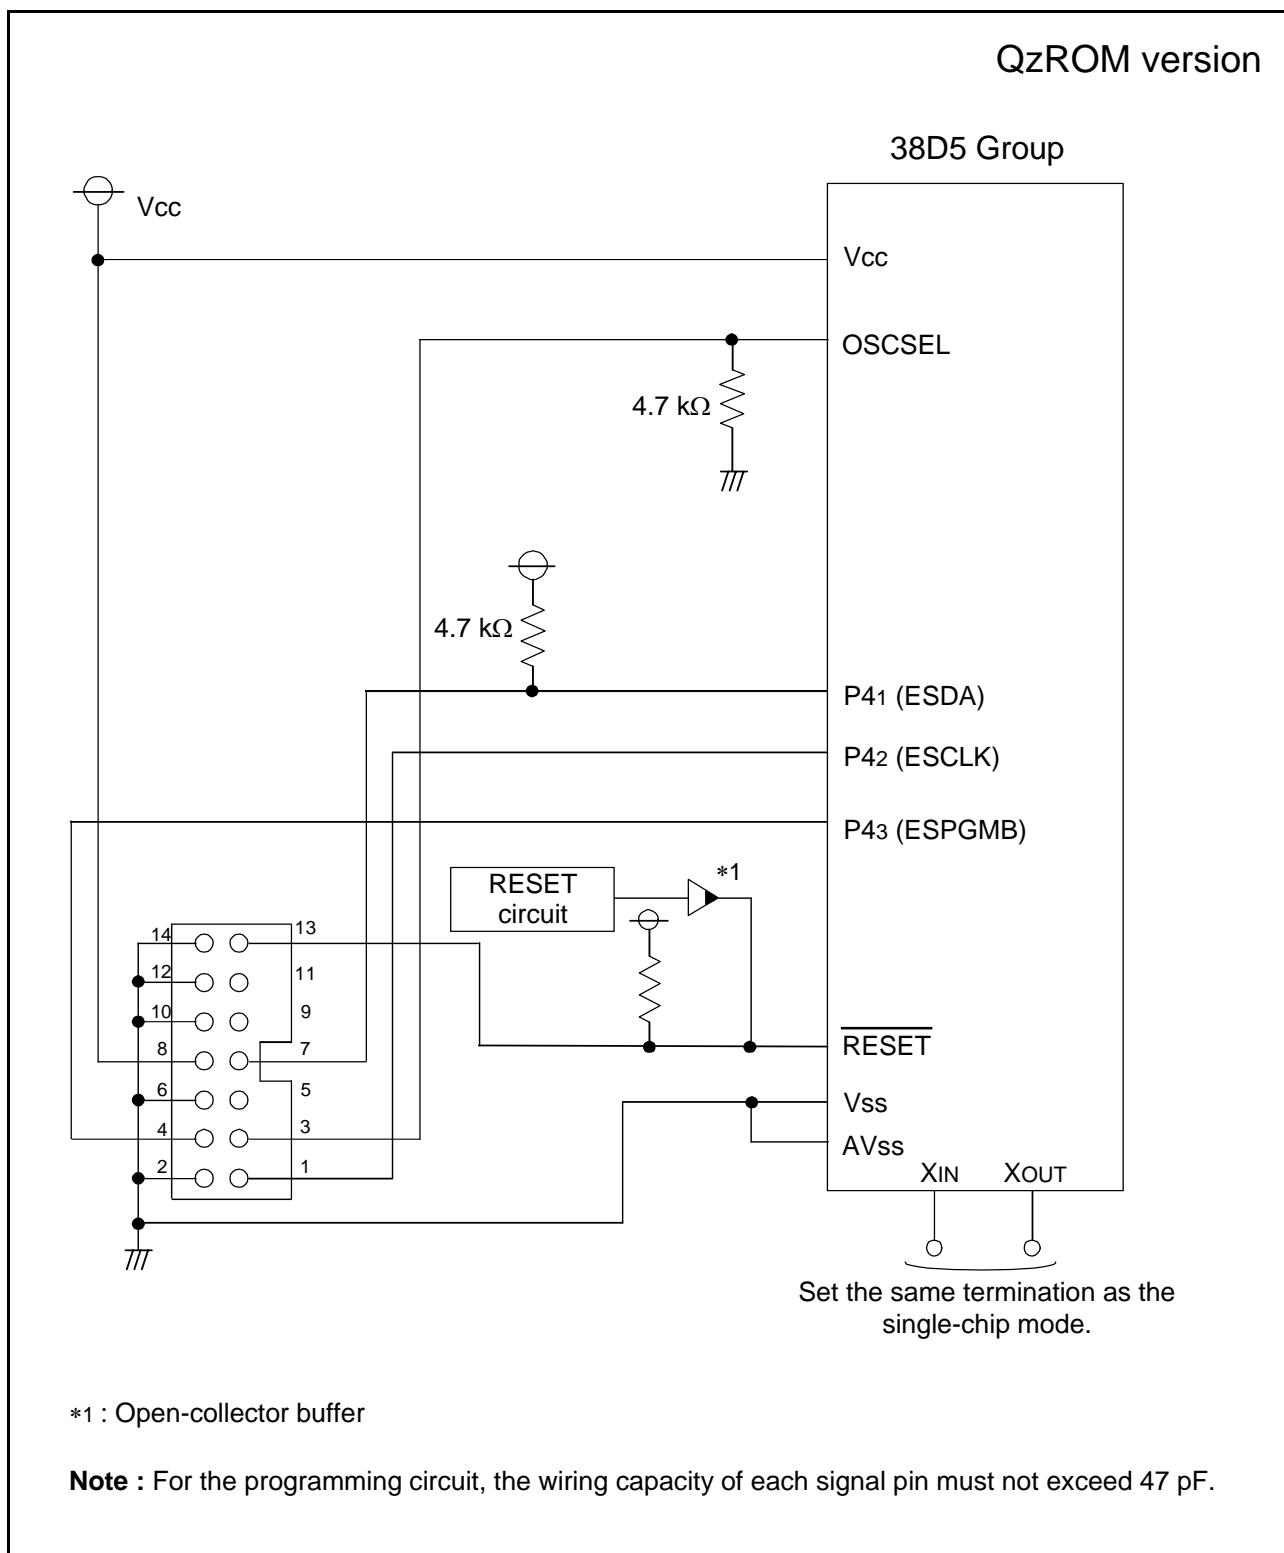 QzROM version
38D5 Group
Vcc
Vcc
OSCSEL
4.7 kΩ
4.7 kΩ
P41 (ESDA)
P42 (ESCLK)
P43 (ESPGMB)
RESET
circuit
*1
14
13
12
11
10
9
8
7
6
5
4
3
2
1
RESET
Vss
AVss
XIN
XOUT
Set the same termination as the
single-chip mode.
*1 : Open-collector buffer
Note : For the programming circuit, the wiring capacity of each signal pin must not exceed 47 pF.